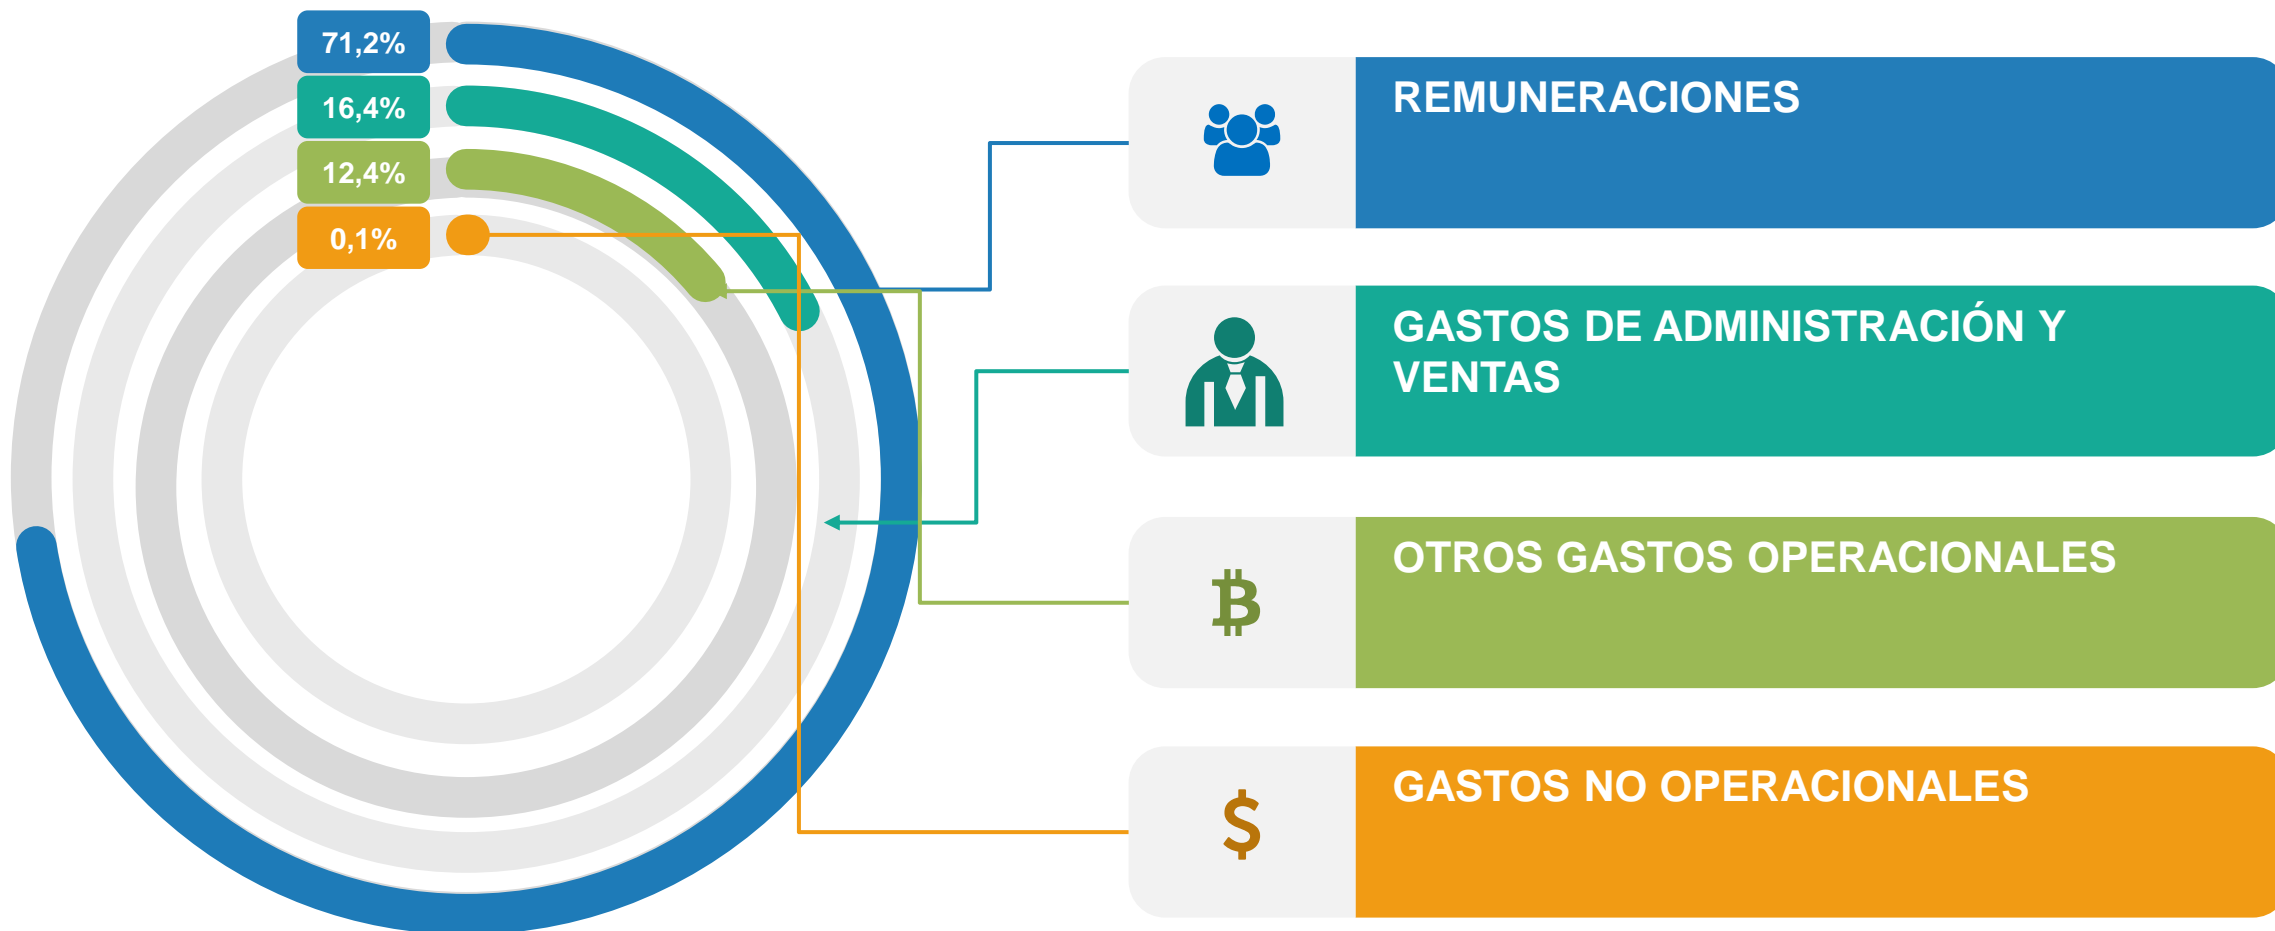 71,2%
16,4%
12,4%
0,1%
REMUNERACIONES
GASTOS DE ADMINISTRACIÓN Y
VENTAS
OTROS GASTOS OPERACIONALES
GASTOS NO OPERACIONALES